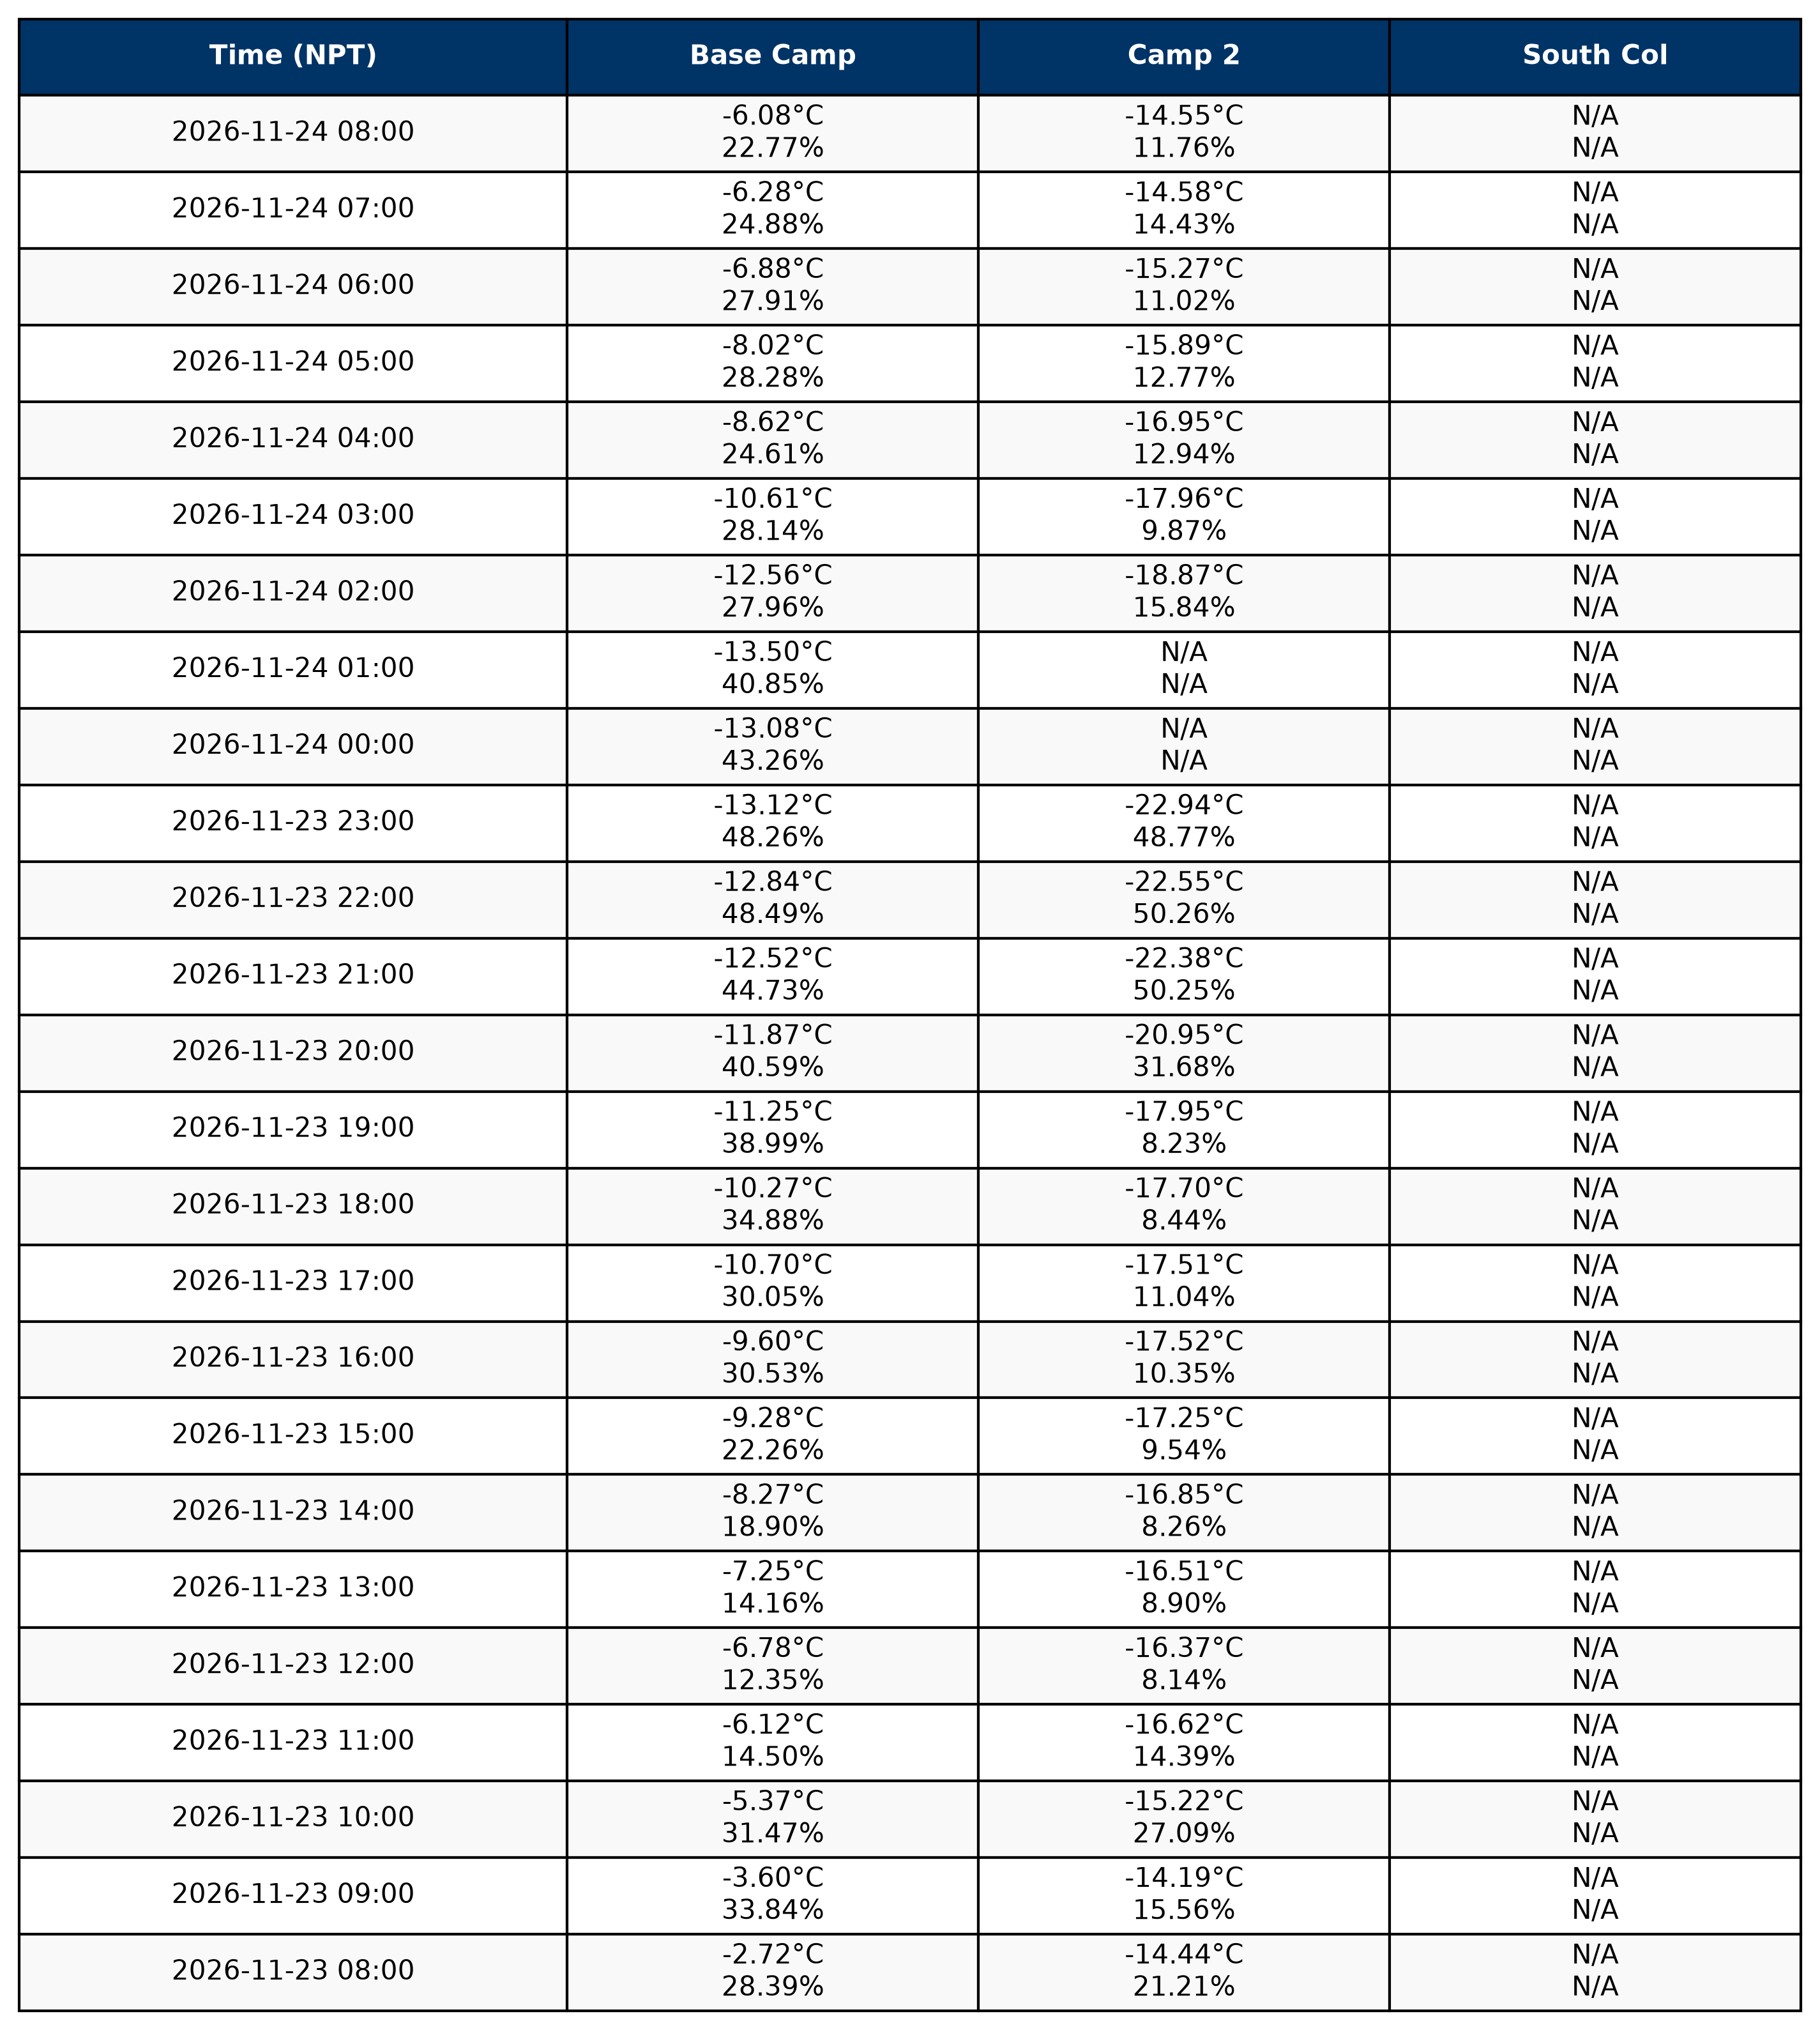 Time (NPT) Base Camp Camp 2 South Col
2026-11-24 08:00 -6.08°C -14.55°C N/A
22.77% 11.76% N/A
2026-11-24 07:00 -6.28°C -14.58°C N/A
24.88% 14.43% N/A
2026-11-24 06:00 -6.88°C -15.27°C N/A
27.91% 11.02% N/A
2026-11-24 05:00 -8.02°C -15.89°C N/A
28.28% 12.77% N/A
2026-11-24 04:00 -8.62°C -16.95°C N/A
24.61% 12.94% N/A
2026-11-24 03:00 -10.61°C -17.96°C N/A
28.14% 9.87% N/A
2026-11-24 02:00 -12.56°C -18.87°C N/A
27.96% 15.84% N/A
2026-11-24 01:00 -13.50°C N/A N/A
40.85% N/A N/A
2026-11-24 00:00 -13.08°C N/A N/A
43.26% N/A N/A
2026-11-23 23:00 -13.12°C -22.94°C N/A
48.26% 48.77% N/A
2026-11-23 22:00 -12.84°C -22.55°C N/A
48.49% 50.26% N/A
2026-11-23 21:00 -12.52°C -22.38°C N/A
44.73% 50.25% N/A
2026-11-23 20:00 -11.87°C -20.95°C N/A
40.59% 31.68% N/A
2026-11-23 19:00 -11.25°C -17.95°C N/A
38.99% 8.23% N/A
2026-11-23 18:00 -10.27°C -17.70°C N/A
34.88% 8.44% N/A
2026-11-23 17:00 -10.70°C -17.51°C N/A
30.05% 11.04% N/A
2026-11-23 16:00 -9.60°C -17.52°C N/A
30.53% 10.35% N/A
2026-11-23 15:00 -9.28°C -17.25°C N/A
22.26% 9.54% N/A
2026-11-23 14:00 -8.27°C -16.85°C N/A
18.90% 8.26% N/A
2026-11-23 13:00 -7.25°C -16.51°C N/A
14.16% 8.90% N/A
2026-11-23 12:00 -6.78°C -16.37°C N/A
12.35% 8.14% N/A
2026-11-23 11:00 -6.12°C -16.62°C N/A
14.50% 14.39% N/A
2026-11-23 10:00 -5.37°C -15.22°C N/A
31.47% 27.09% N/A
2026-11-23 09:00 -3.60°C -14.19°C N/A
33.84% 15.56% N/A
2026-11-23 08:00 -2.72°C -14.44°C N/A
28.39% 21.21% N/A